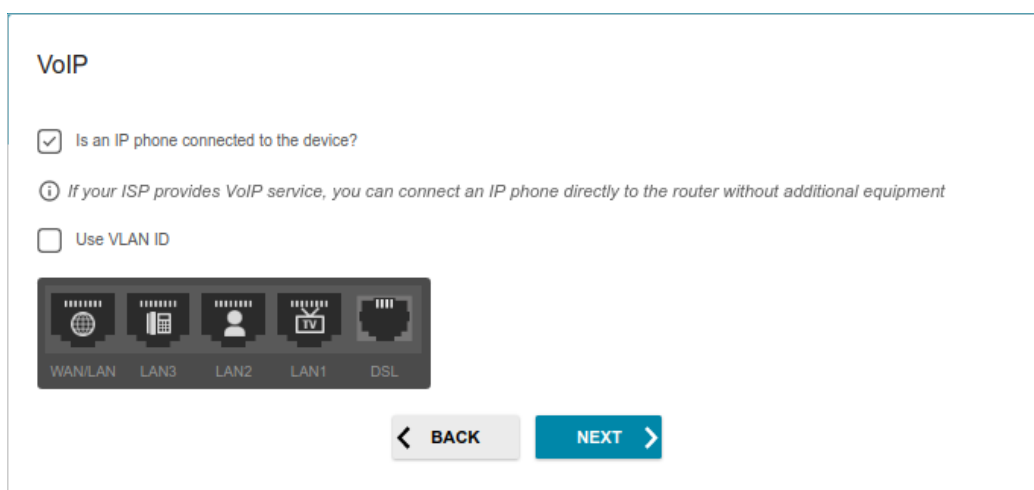 VoIP
Is an IP phone connected to the device?
If your ISP provides VoIP service, you can connect an IP phone directly to the router without additional equipment
Use VLAN ID
TV
WAN/LAN LAN3 LAN2 LAN1 DSL
BACK NEXT